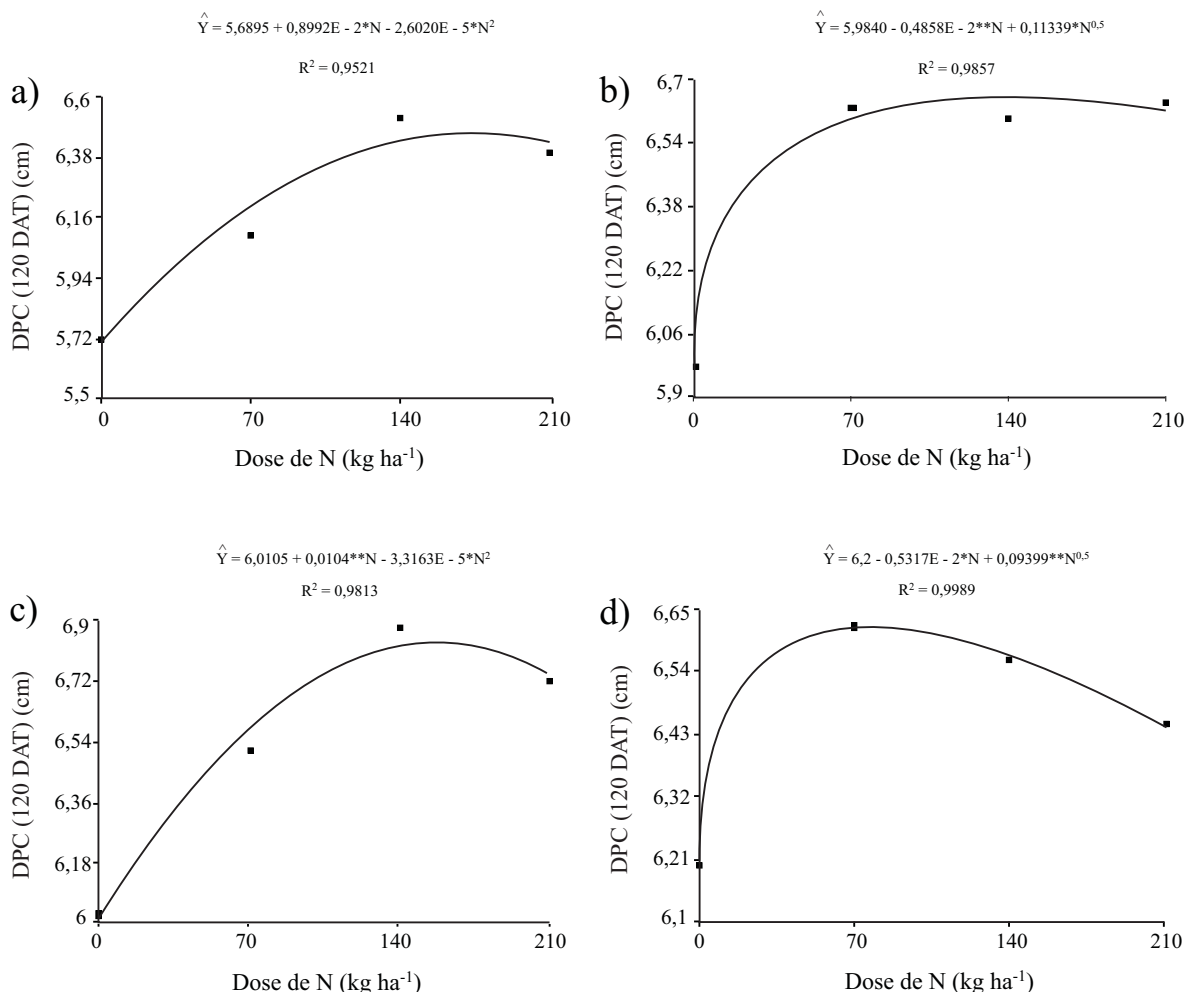 Ŷ = 5,6895 + 0,8992E - 2*N - 2,6020E - 5*N²
R² = 0,9521
a)
6,6
6,38
6,16
5,94
5,72
5,5
DPC (120 DAT) (cm)
0 70 140 210
Dose de N (kg ha⁻¹)
Ŷ = 5,9840 - 0,4858E - 2**N + 0,11339*N⁰,⁵
R² = 0,9857
b)
6,7
6,54
6,38
6,22
6,06
5,9
DPC (120 DAT) (cm)
0 70 140 210
Dose de N (kg ha⁻¹)
Ŷ = 6,0105 + 0,0104**N - 3,3163E - 5*N²
R² = 0,9813
c)
6,9
6,72
6,54
6,36
6,18
6
DPC (120 DAT) (cm)
0 70 140 210
Dose de N (kg ha⁻¹)
Ŷ = 6,2 - 0,5317E - 2*N + 0,09399**N⁰,⁵
R² = 0,9989
d)
6,65
6,54
6,43
6,32
6,21
6,1
DPC (120 DAT) (cm)
0 70 140 210
Dose de N (kg ha⁻¹)